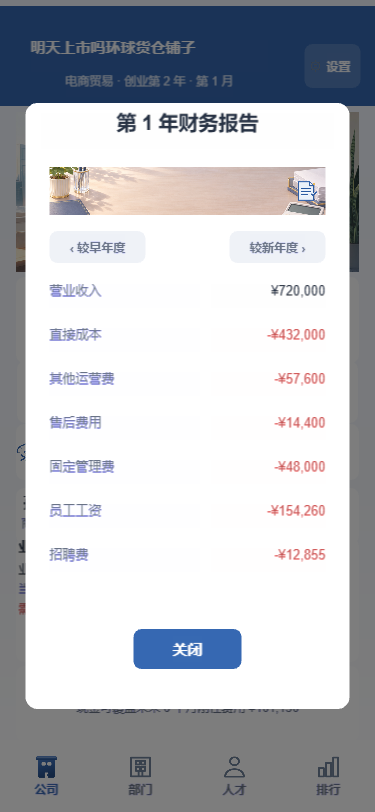 明天上市吗环球货仓铺子
电商贸易 · 创业第 2 年 · 第 1 月
设置
第 1 年财务报告
‹ 较早年度
较新年度 ›
营业收入 ¥720,000
直接成本 -¥432,000
其他运营费 -¥57,600
售后费用 -¥14,400
固定管理费 -¥48,000
员工工资 -¥154,260
招聘费 -¥12,855
关闭
公司
部门
人才
排行